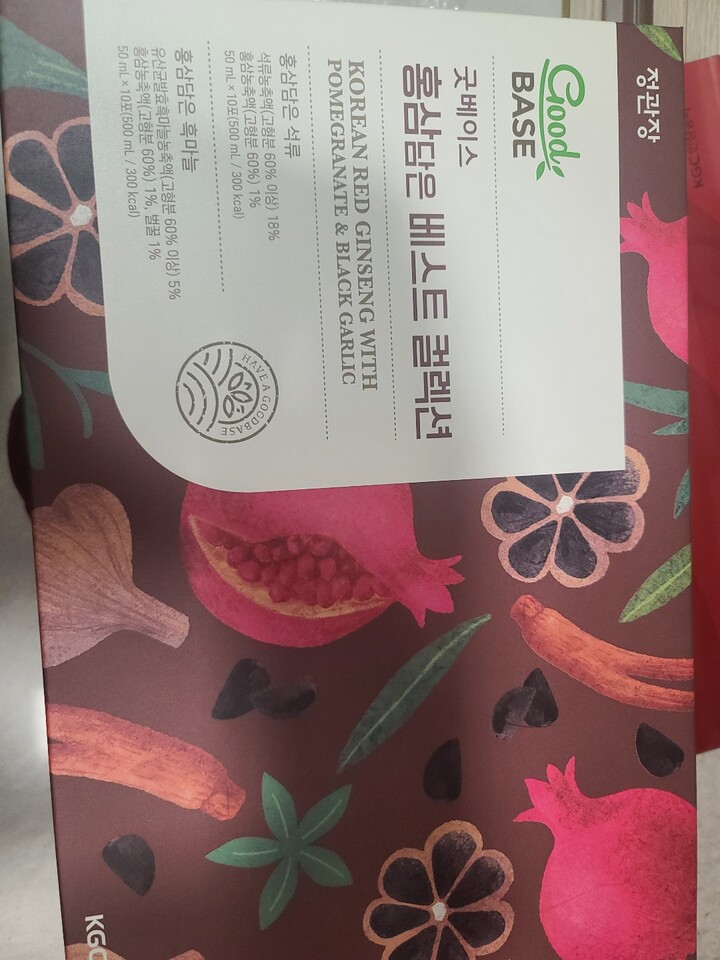 정관장
Good
BASE
굿베이스
홍삼담은 베스트 컬렉션
KOREAN RED GINSENG WITH
POMEGRANATE & BLACK GARLIC
홍삼담은 석류
석류농축액(고형분 60% 이상) 18%
홍삼농축액(고형분 60%) 1%
50 mL×10포(500 mL / 300 kcal)
홍삼담은 흑마늘
유산균발효흑마늘농축액(고형분 60% 이상) 5%
홍삼농축액(고형분 60%) 1%, 벌꿀 1%
50 mL×10포(500 mL / 300 kcal)
HAVE A GOODBASE
KGC